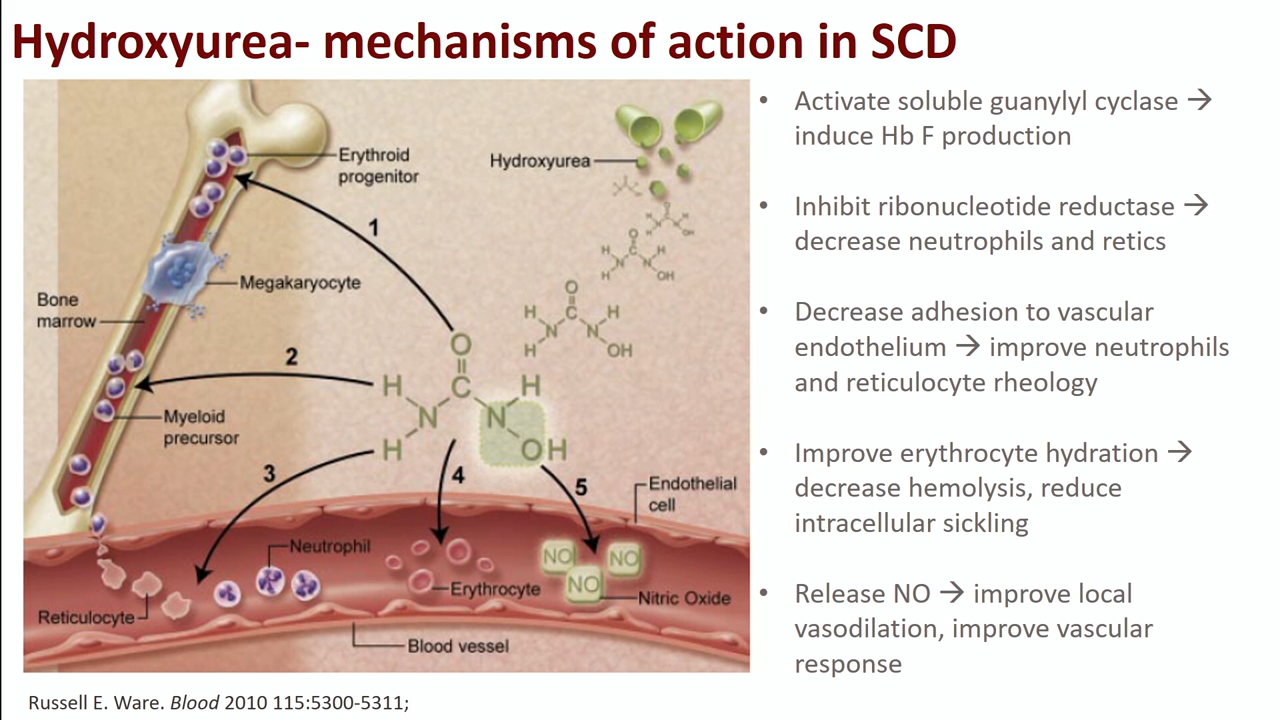 Hydroxyurea- mechanisms of action in SCD
Erythroid
progenitor
Hydroxyurea
1
Megakaryocyte
Bone
marrow
2
Myeloid
precursor
3
4
5
O
C
H
H
N
N
H
OH
O
C
H
H
N
N
H
OH
O
C
H
H
N
N
H
OH
O
C
H
H
N
N
H
OH
Endothelial
cell
Neutrophil
Erythrocyte
NO
NO
NO
Nitric Oxide
Reticulocyte
Blood vessel
• Activate soluble guanylyl cyclase →
induce Hb F production
• Inhibit ribonucleotide reductase →
decrease neutrophils and retics
• Decrease adhesion to vascular
endothelium → improve neutrophils
and reticulocyte rheology
• Improve erythrocyte hydration →
decrease hemolysis, reduce
intracellular sickling
• Release NO → improve local
vasodilation, improve vascular
response
Russell E. Ware. Blood 2010 115:5300-5311;